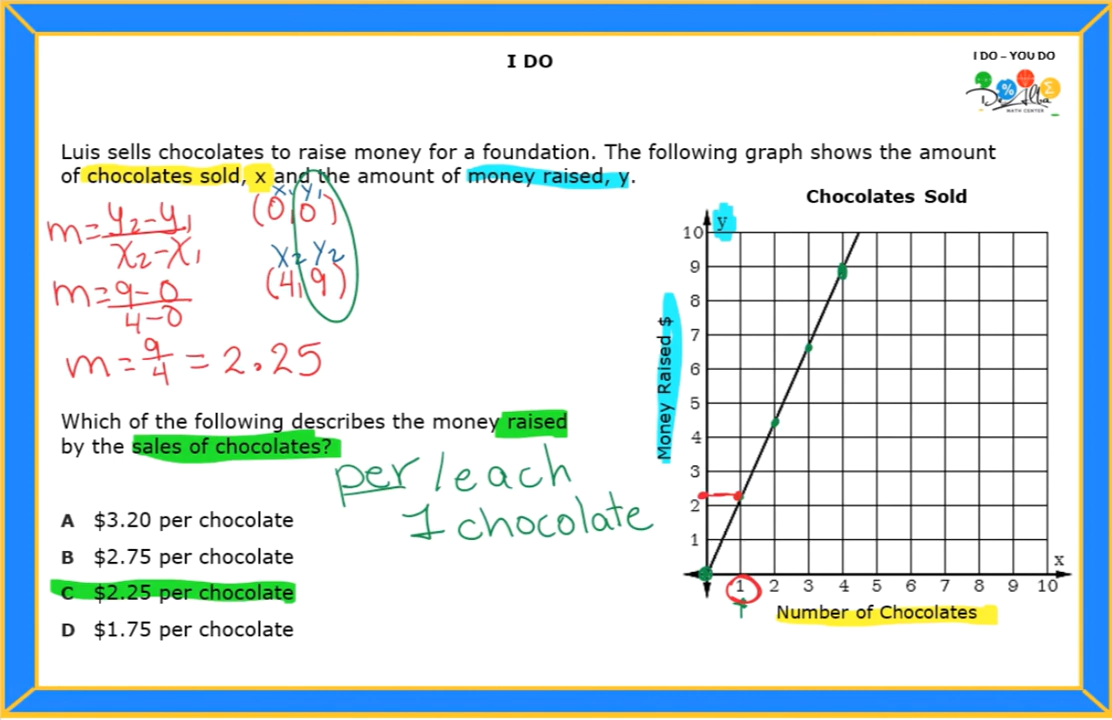 I DO
I DO – YOU DO
MATH CENTER
Luis sells chocolates to raise money for a foundation. The following graph shows the amount
of chocolates sold, x and the amount of money raised, y.
m = y₂-y₁
x₂-x₁
m = 9-0
4-0
m = 9/4 = 2.25
x₁ y₁
(0,0)
x₂ y₂
(4,9)
Which of the following describes the money raised
by the sales of chocolates?
per/each
1 chocolate
A $3.20 per chocolate
B $2.75 per chocolate
C $2.25 per chocolate
D $1.75 per chocolate
Chocolates Sold
y
10
9
8
7
6
5
4
3
2
1
Money Raised $
x
1 2 3 4 5 6 7 8 9 10
Number of Chocolates